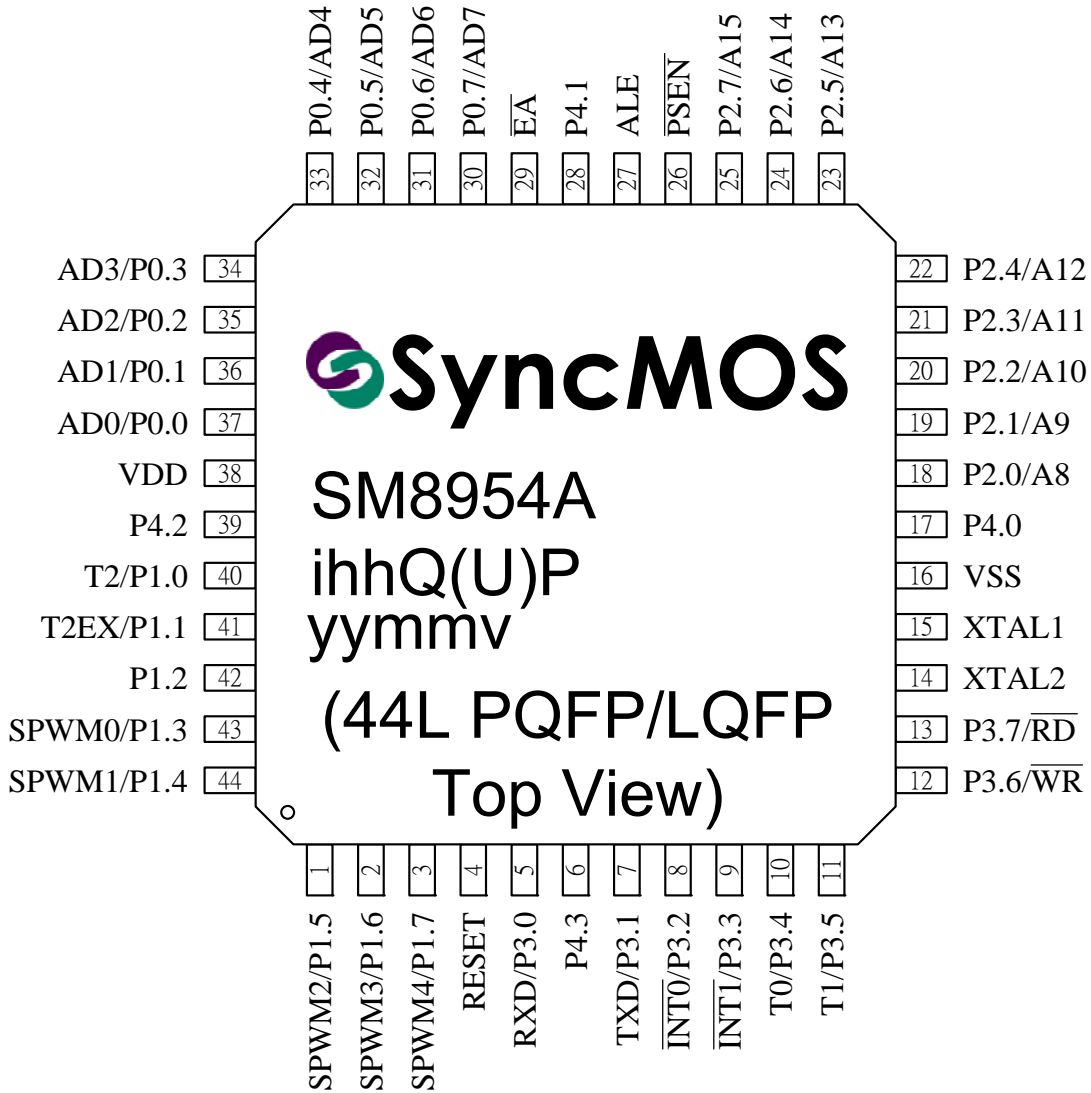 P0.4/AD4
P0.5/AD5
P0.6/AD6
P0.7/AD7
EA
P4.1
ALE
PSEN
P2.7/A15
P2.6/A14
P2.5/A13
33
32
31
30
29
28
27
26
25
24
23
AD3/P0.3 34
AD2/P0.2 35
AD1/P0.1 36
AD0/P0.0 37
VDD 38
P4.2 39
T2/P1.0 40
T2EX/P1.1 41
P1.2 42
SPWM0/P1.3 43
SPWM1/P1.4 44
SyncMOS
SM8954A
ihhQ(U)P
yymmv
(44L PQFP/LQFP
Top View)
22 P2.4/A12
21 P2.3/A11
20 P2.2/A10
19 P2.1/A9
18 P2.0/A8
17 P4.0
16 VSS
15 XTAL1
14 XTAL2
13 P3.7/RD
12 P3.6/WR
1
2
3
4
5
6
7
8
9
10
11
SPWM2/P1.5
SPWM3/P1.6
SPWM4/P1.7
RESET
RXD/P3.0
P4.3
TXD/P3.1
INT0/P3.2
INT1/P3.3
T0/P3.4
T1/P3.5